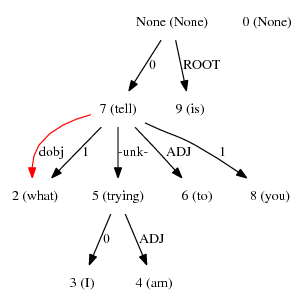 None (None) 0 (None)
0 ROOT
7 (tell) 9 (is)
dobj 1 -unk- ADJ 1
2 (what) 5 (trying) 6 (to) 8 (you)
0 ADJ
3 (I) 4 (am)